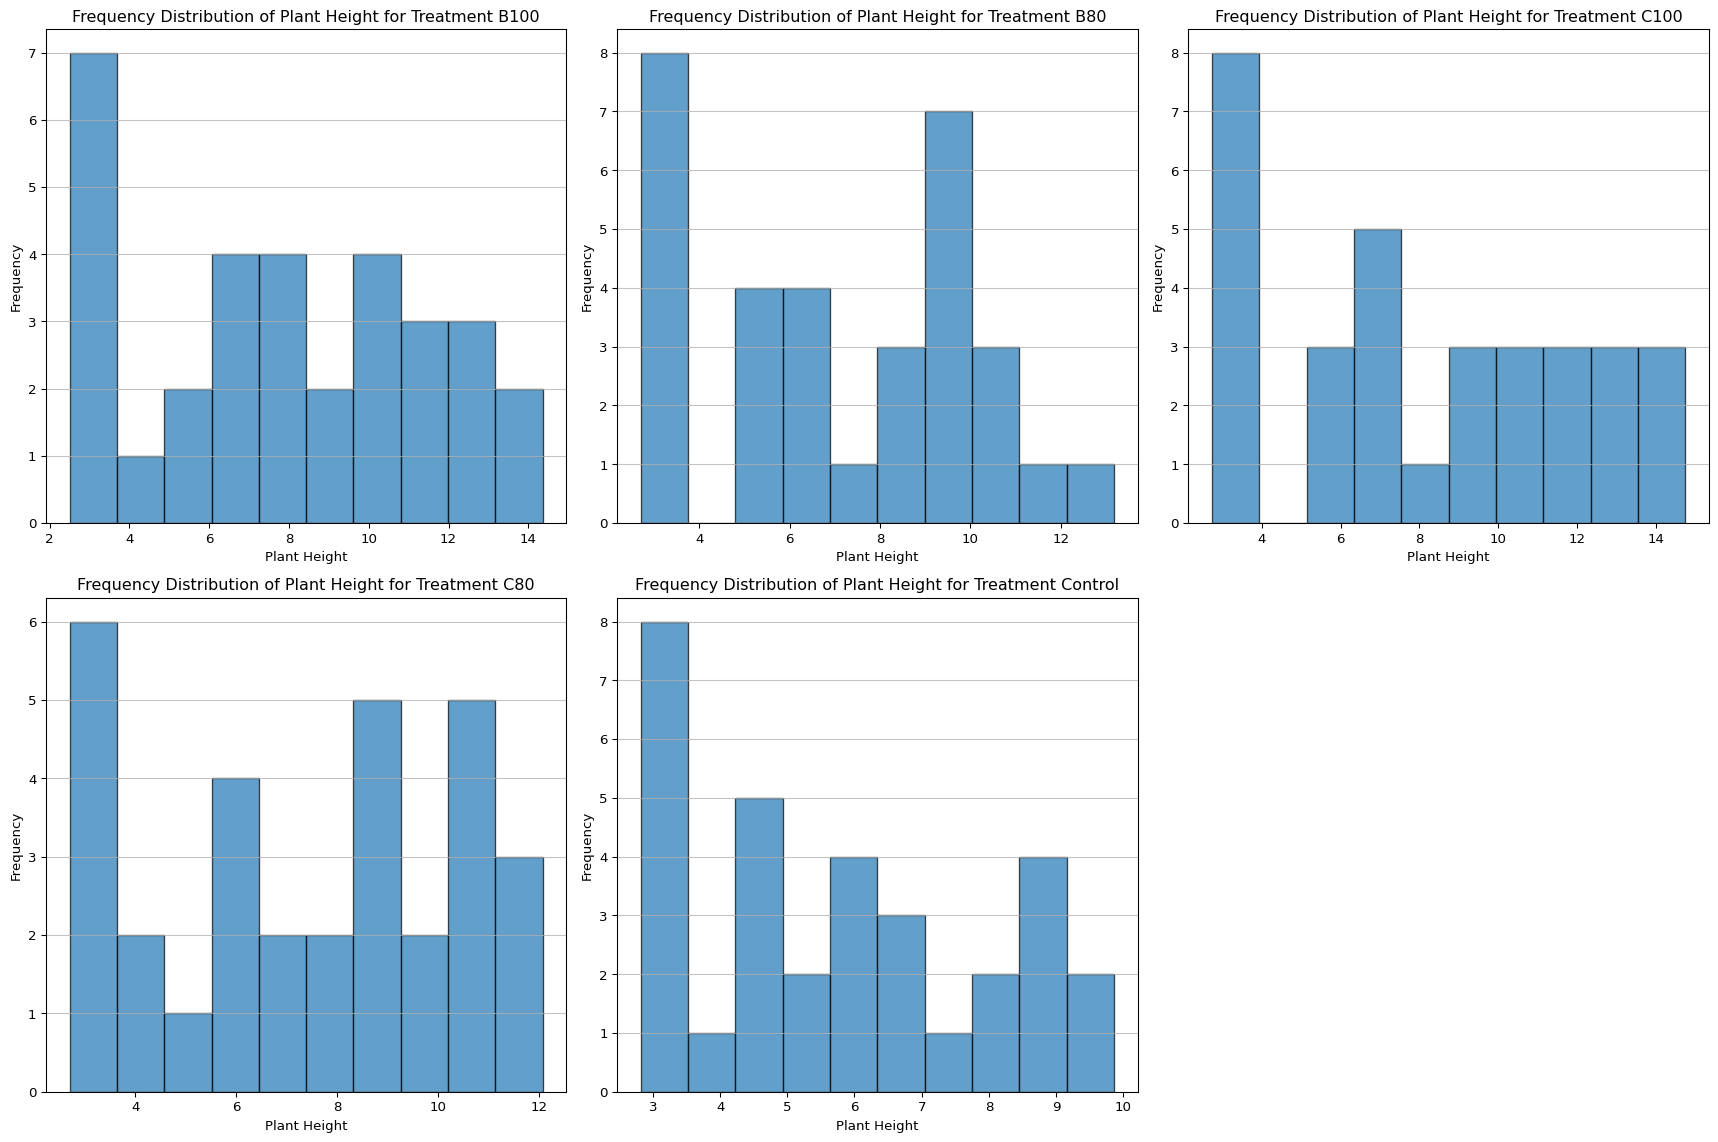 Frequency Distribution of Plant Height for Treatment B100
7
6
5
4
3
2
1
0
Frequency
2 4 6 8 10 12 14
Plant Height
Frequency Distribution of Plant Height for Treatment B80
8
7
6
5
4
3
2
1
0
Frequency
4 6 8 10 12
Plant Height
Frequency Distribution of Plant Height for Treatment C100
8
7
6
5
4
3
2
1
0
Frequency
4 6 8 10 12 14
Plant Height
Frequency Distribution of Plant Height for Treatment C80
6
5
4
3
2
1
0
Frequency
4 6 8 10 12
Plant Height
Frequency Distribution of Plant Height for Treatment Control
8
7
6
5
4
3
2
1
0
Frequency
3 4 5 6 7 8 9 10
Plant Height